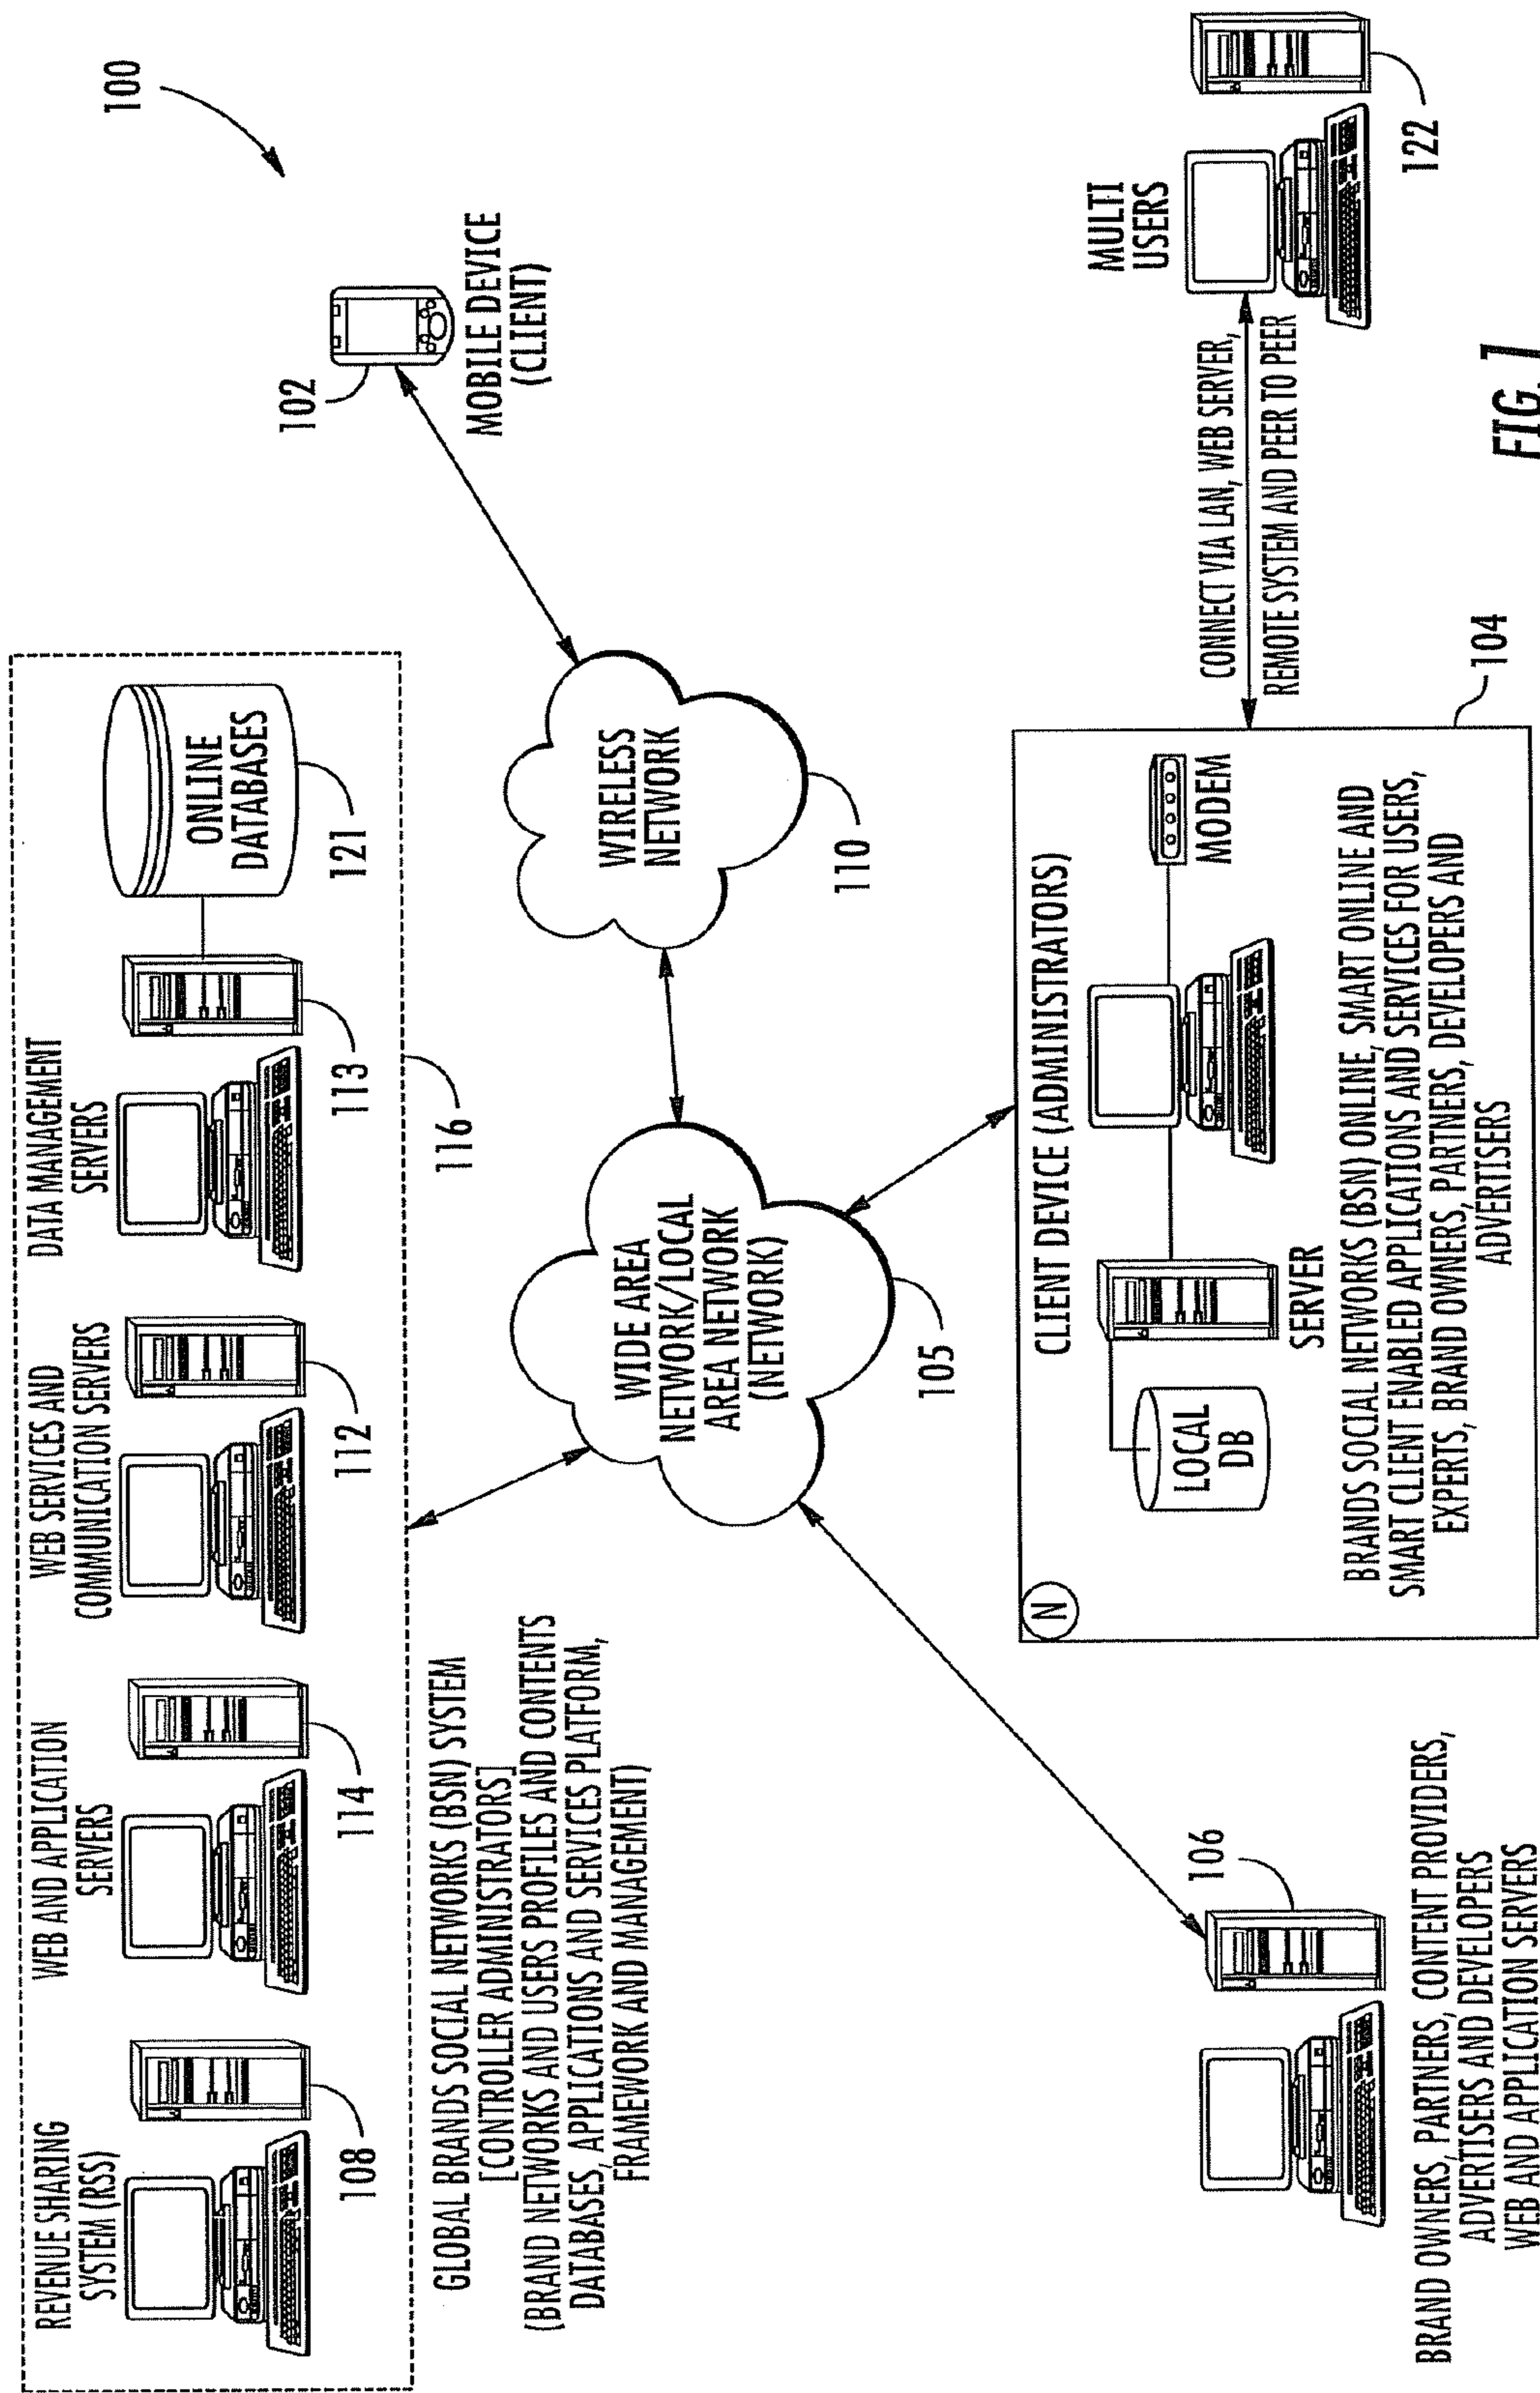 100
REVENUE SHARING
SYSTEM (RSS)
108
WEB AND APPLICATION
SERVERS
114
WEB SERVICES AND
COMMUNICATION SERVERS
112
DATA MANAGEMENT
SERVERS
113
ONLINE
DATABASES
121
116
GLOBAL BRANDS SOCIAL NETWORKS (BSN) SYSTEM
[CONTROLLER ADMINISTRATORS]
(BRAND NETWORKS AND USERS PROFILES AND CONTENTS
DATABASES, APPLICATIONS AND SERVICES PLATFORM,
FRAMEWORK AND MANAGEMENT)
102
MOBILE DEVICE
(CLIENT)
WIRELESS
NETWORK
110
WIDE AREA
NETWORK/LOCAL
AREA NETWORK
(NETWORK)
105
106
BRAND OWNERS, PARTNERS, CONTENT PROVIDERS,
ADVERTISERS AND DEVELOPERS
WEB AND APPLICATION SERVERS
N
CLIENT DEVICE (ADMINISTRATORS)
LOCAL
DB
SERVER
MODEM
BRANDS SOCIAL NETWORKS (BSN) ONLINE, SMART ONLINE AND
SMART CLIENT ENABLED APPLICATIONS AND SERVICES FOR USERS,
EXPERTS, BRAND OWNERS, PARTNERS, DEVELOPERS AND
ADVERTISERS
104
CONNECT VIA LAN, WEB SERVER,
REMOTE SYSTEM AND PEER TO PEER
MULTI
USERS
122
FIG. 1